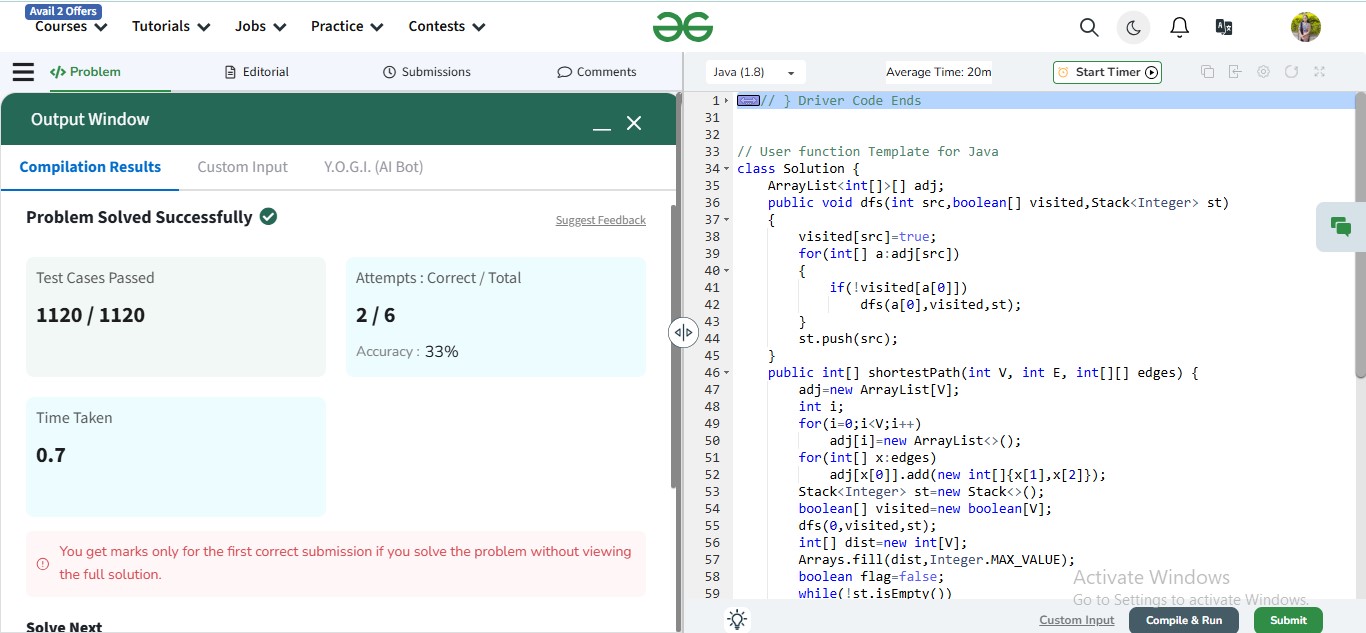 Avail 2 Offers
Courses Tutorials Jobs Practice Contests
</> Problem Editorial Submissions Comments
Output Window
Compilation Results Custom Input Y.O.G.I. (AI Bot)
Problem Solved Successfully Suggest Feedback
Test Cases Passed Attempts : Correct / Total
1120 / 1120 2 / 6
Accuracy : 33%
Time Taken
0.7
You get marks only for the first correct submission if you solve the problem without viewing
the full solution.
Solve Next
Java (1.8) Average Time: 20m Start Timer
1 // } Driver Code Ends
31
32
33 // User function Template for Java
34 class Solution {
35 ArrayList<int[]>[] adj;
36 public void dfs(int src,boolean[] visited,Stack<Integer> st)
37 {
38 visited[src]=true;
39 for(int[] a:adj[src])
40 {
41 if(!visited[a[0]])
42 dfs(a[0],visited,st);
43 }
44 st.push(src);
45 }
46 public int[] shortestPath(int V, int E, int[][] edges) {
47 adj=new ArrayList[V];
48 int i;
49 for(i=0;i<V;i++)
50 adj[i]=new ArrayList<>();
51 for(int[] x:edges)
52 adj[x[0]].add(new int[]{x[1],x[2]});
53 Stack<Integer> st=new Stack<>();
54 boolean[] visited=new boolean[V];
55 dfs(0,visited,st);
56 int[] dist=new int[V];
57 Arrays.fill(dist,Integer.MAX_VALUE);
58 boolean flag=false;
59 while(!st.isEmpty())
Activate Windows
Go to Settings to activate Windows.
Custom Input Compile & Run Submit